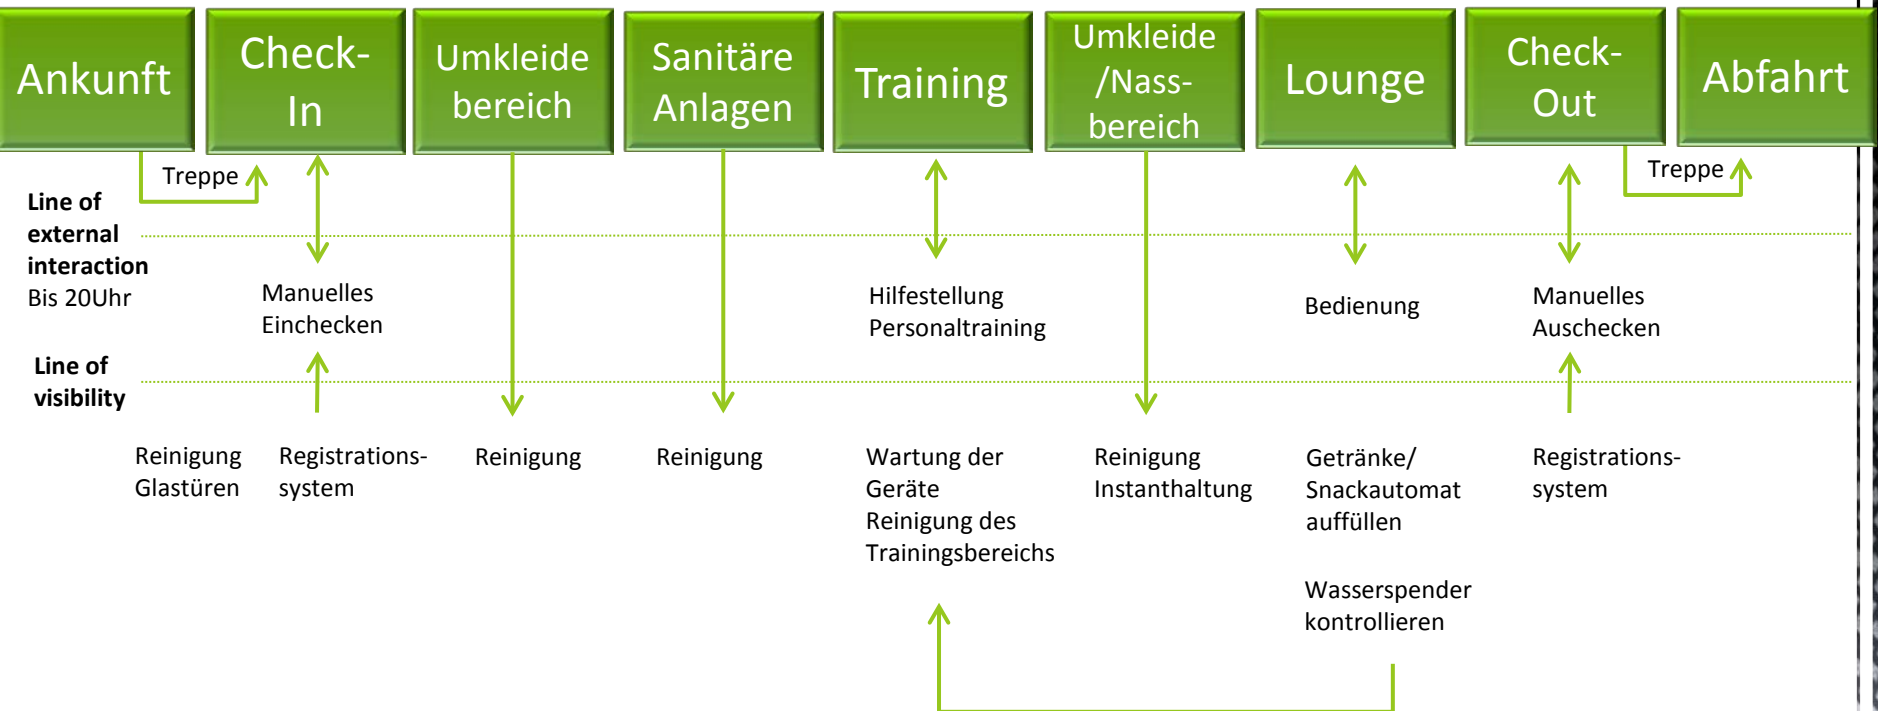 Ankunft
Check-
In
Umkleide
bereich
Sanitäre
Anlagen
Training
Umkleide
/Nass-
bereich
Lounge
Check-
Out
Abfahrt
Treppe
Treppe
Line of
external
interaction
Bis 20Uhr
Manuelles
Einchecken
Hilfestellung
Personaltraining
Bedienung
Manuelles
Auschecken
Line of
visibility
Reinigung
Glastüren
Registrations-
system
Reinigung
Reinigung
Wartung der
Geräte
Reinigung des
Trainingsbereichs
Reinigung
Instanthaltung
Getränke/
Snackautomat
auffüllen
Wasserspender
kontrollieren
Registrations-
system